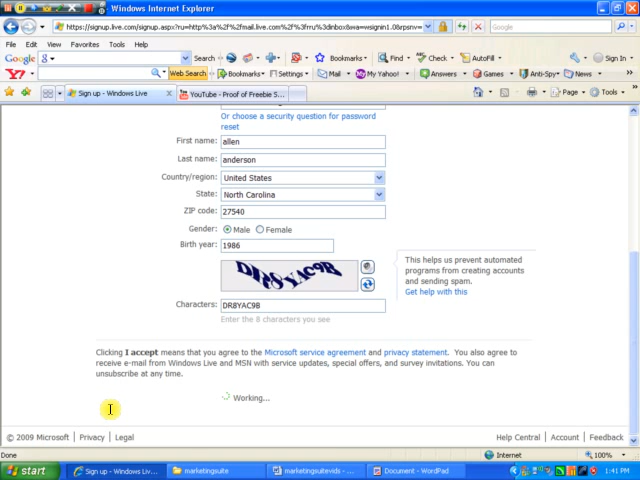 Windows Internet Explorer
https://signup.live.com/signup.aspx?ru=http%3a%2f%2fmail.live.com%2f%3frru%3dinbox&wa=wsignin1.0&rpsnv=
Google
File Edit View Favorites Tools Help
Google Search Bookmarks Check AutoFill Sign In
Web Search Bookmarks Settings Mail My Yahoo! Answers Games Anti-Spy News
Sign up - Windows Live YouTube - Proof of Freebie S... Page Tools
Or choose a security question for password
reset
First name: allen
Last name: anderson
Country/region: United States
State: North Carolina
ZIP code: 27540
Gender: Male Female
Birth year: 1986
This helps us prevent automated
programs from creating accounts
and sending spam.
Get help with this
Characters: DR8YAC9B
Enter the 8 characters you see
Clicking I accept means that you agree to the Microsoft service agreement and privacy statement. You also agree to
receive e-mail from Windows Live and MSN with service updates, special offers, and survey invitations. You can
unsubscribe at any time.
Working...
© 2009 Microsoft Privacy Legal Help Central Account Feedback
Done Internet 100%
start Sign up - Windows Liv... marketingsuite marketingsuitevids - ... Document - WordPad 1:41 PM